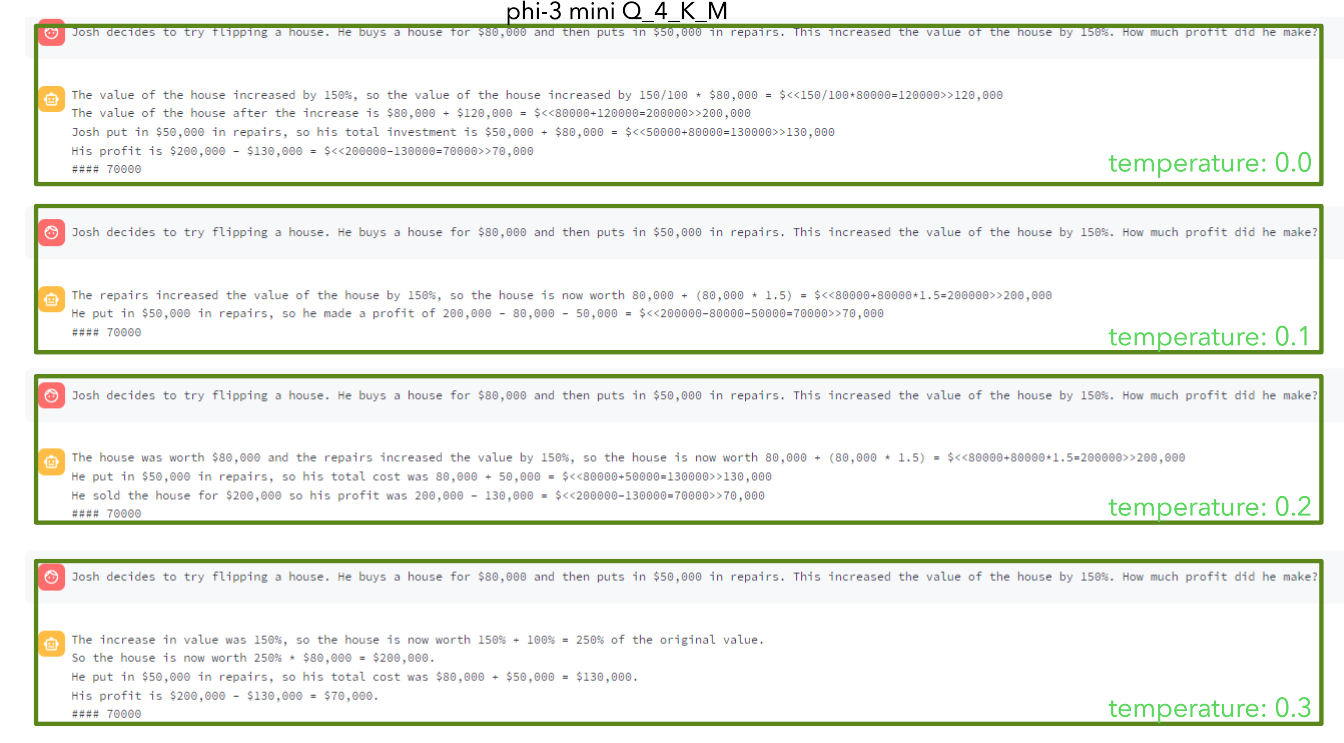 phi-3 mini Q_4_K_M
Josh decides to try flipping a house. He buys a house for $80,000 and then puts in $50,000 in repairs. This increased the value of the house by 150%. How much profit did he make?
The value of the house increased by 150%, so the value of the house increased by 150/100 * $80,000 = $<<150/100*80000=120000>>120,000
The value of the house after the increase is $80,000 + $120,000 = $<<80000+120000=200000>>200,000
Josh put in $50,000 in repairs, so his total investment is $50,000 + $80,000 = $<<50000+80000=130000>>130,000
His profit is $200,000 - $130,000 = $<<200000-130000=70000>>70,000
#### 70000
temperature: 0.0
Josh decides to try flipping a house. He buys a house for $80,000 and then puts in $50,000 in repairs. This increased the value of the house by 150%. How much profit did he make?
The repairs increased the value of the house by 150%, so the house is now worth 80,000 + (80,000 * 1.5) = $<<80000+80000*1.5=200000>>200,000
He put in $50,000 in repairs, so he made a profit of 200,000 - 80,000 - 50,000 = $<<200000-80000-50000=70000>>70,000
#### 70000
temperature: 0.1
Josh decides to try flipping a house. He buys a house for $80,000 and then puts in $50,000 in repairs. This increased the value of the house by 150%. How much profit did he make?
The house was worth $80,000 and the repairs increased the value by 150%, so the house is now worth 80,000 + (80,000 * 1.5) = $<<80000+80000*1.5=200000>>200,000
He put in $50,000 in repairs, so his total cost was 80,000 + 50,000 = $<<80000+50000=130000>>130,000
He sold the house for $200,000 so his profit was 200,000 - 130,000 = $<<200000-130000=70000>>70,000
#### 70000
temperature: 0.2
Josh decides to try flipping a house. He buys a house for $80,000 and then puts in $50,000 in repairs. This increased the value of the house by 150%. How much profit did he make?
The increase in value was 150%, so the house is now worth 150% + 100% = 250% of the original value.
So the house is now worth 250% * $80,000 = $200,000.
He put in $50,000 in repairs, so his total cost was $80,000 + $50,000 = $130,000.
His profit is $200,000 - $130,000 = $70,000.
#### 70000
temperature: 0.3